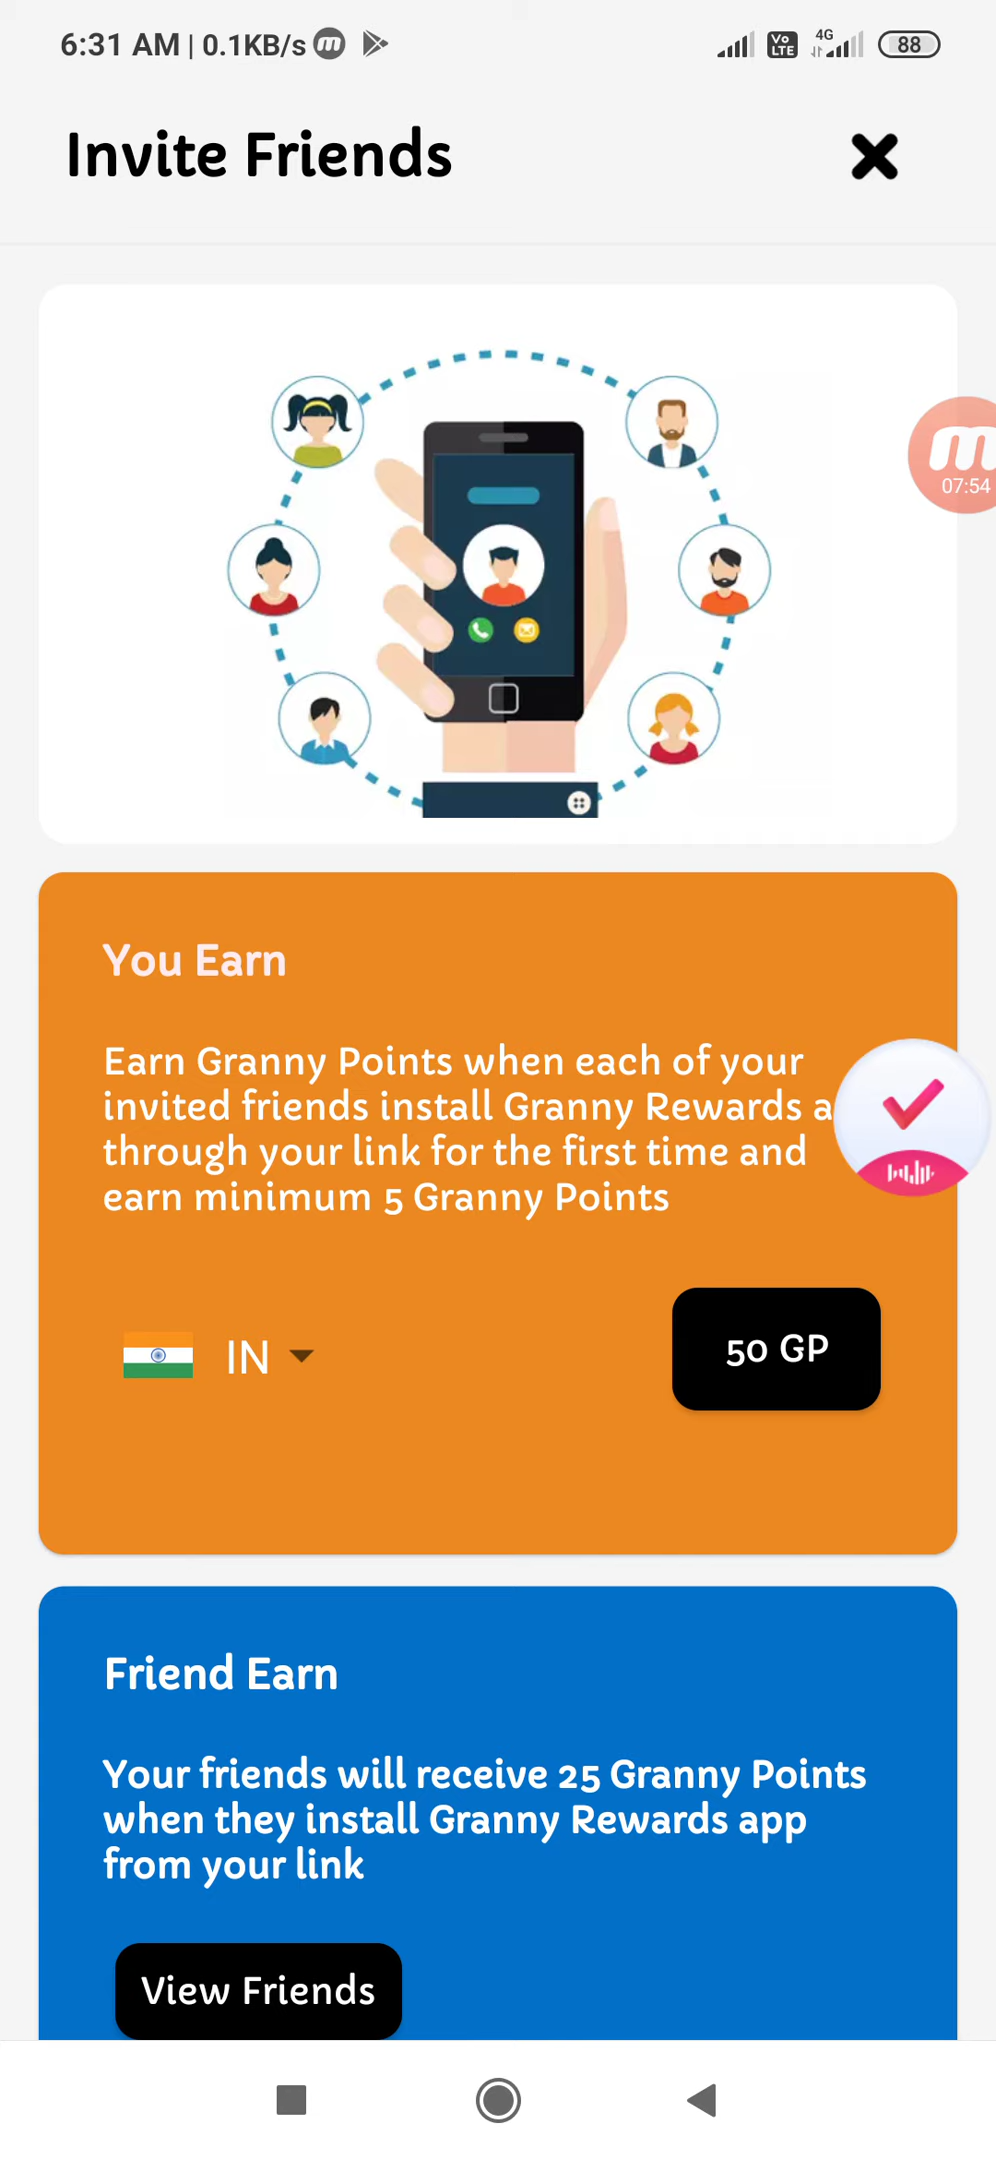 6:31 AM | 0.1KB/s m
Vo LTE 4G 88
Invite Friends
m
07:54
You Earn
Earn Granny Points when each of your
invited friends install Granny Rewards a
through your link for the first time and
earn minimum 5 Granny Points
IN 50 GP
Friend Earn
Your friends will receive 25 Granny Points
when they install Granny Rewards app
from your link
View Friends